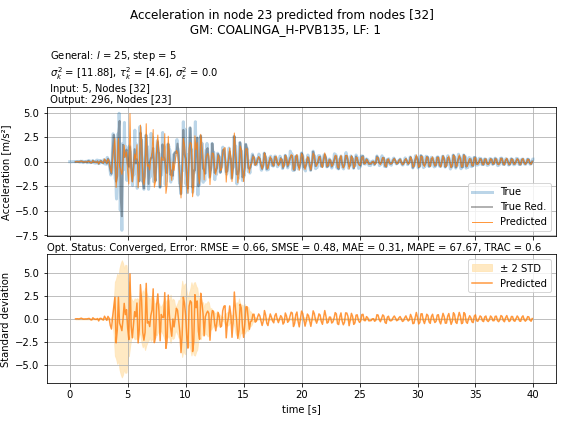 Acceleration in node 23 predicted from nodes [32]
GM: COALINGA_H-PVB135, LF: 1
General: l = 25, step = 5
σ²ₖ = [11.88], τ²ₖ = [4.6], σ²ᵣ = 0.0
Input: 5, Nodes [32]
Output: 296, Nodes [23]
Acceleration [m/s²]
5.0
2.5
0.0
−2.5
−5.0
−7.5
True
True Red.
Predicted
Opt. Status: Converged, Error: RMSE = 0.66, SMSE = 0.48, MAE = 0.31, MAPE = 67.67, TRAC = 0.6
Standard deviation
5.0
2.5
0.0
−2.5
−5.0
± 2 STD
Predicted
0 5 10 15 20 25 30 35 40
time [s]